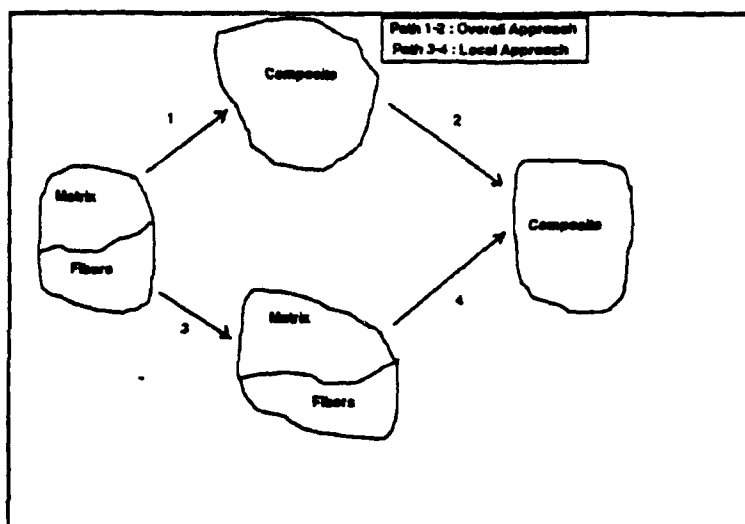 Path 1-2 : Overall Approach
Path 3-4 : Local Approach
Composite
1
2
Matrix
Fibers
Composite
3
4
Matrix
Fibers